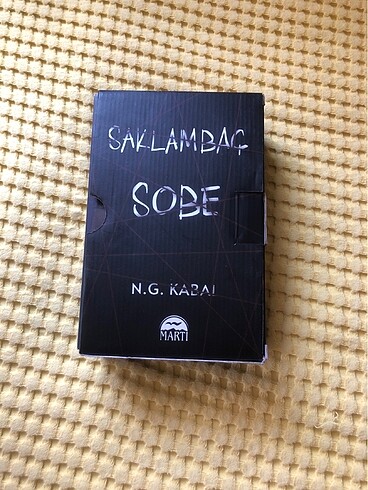 SAKLAMBAÇ
SOBE
N.G. KABAL
MARTI